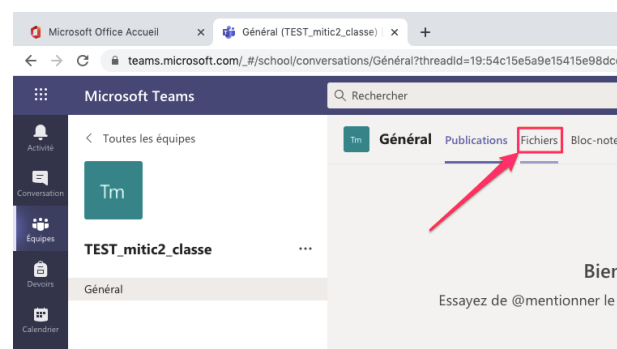 Microsoft Office Accueil
Général (TEST_mitic2_classe)
teams.microsoft.com/_#/school/conversations/Général?threadId=19:54c15e5a9e15415e98dc
Microsoft Teams
Rechercher
Activité
Conversation
Équipes
Devoirs
Calendrier
Toutes les équipes
Tm
TEST_mitic2_classe
Général
Tm Général Publications Fichiers Bloc-note
Bier
Essayez de @mentionner le